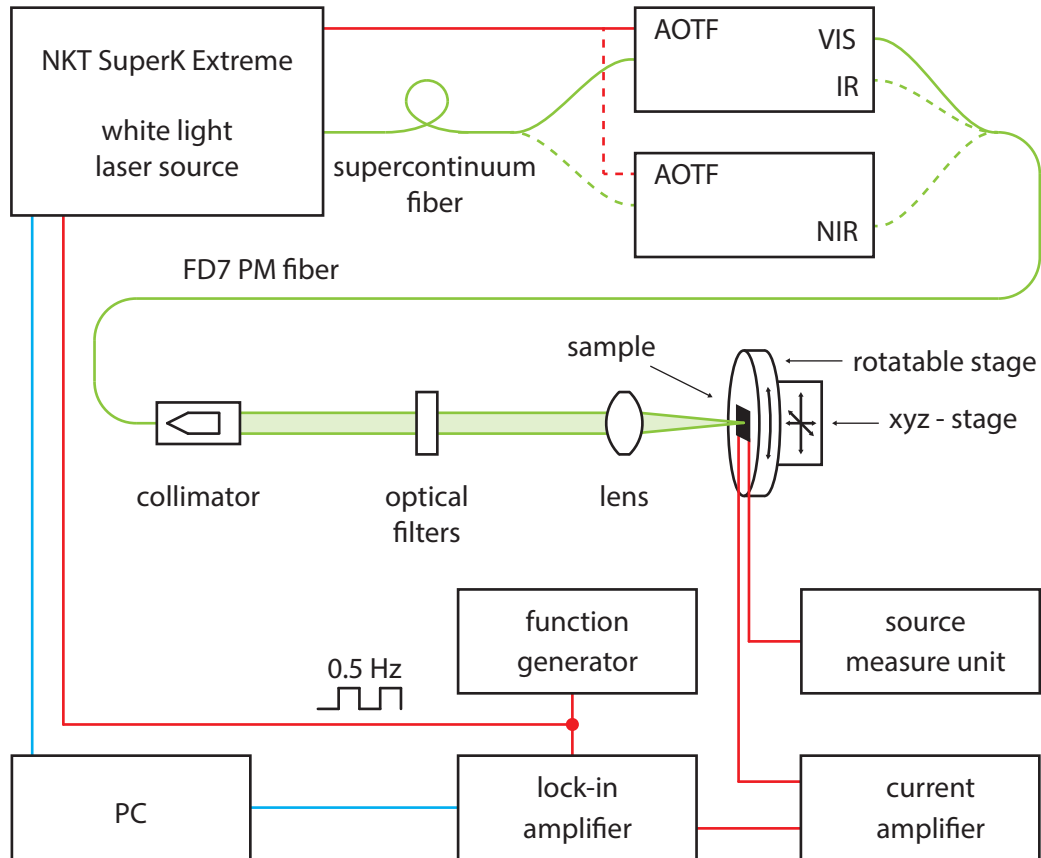 NKT SuperK Extreme
white light
laser source
supercontinuum
fiber
AOTF
VIS
IR
AOTF
NIR
FD7 PM fiber
sample
rotatable stage
xyz - stage
collimator
optical
filters
lens
function
generator
source
measure unit
0.5 Hz
PC
lock-in
amplifier
current
amplifier